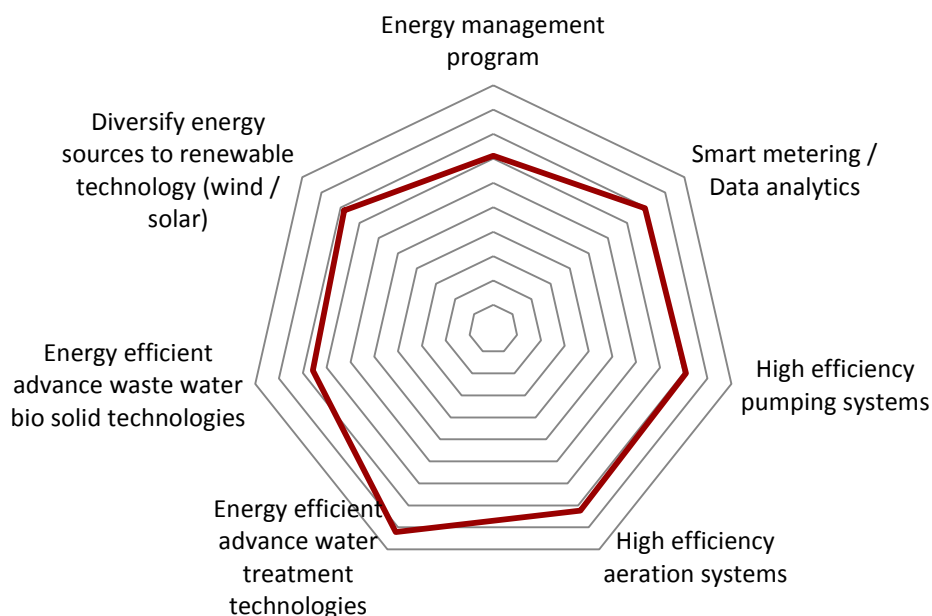 Energy management
program
Smart metering /
Data analytics
High efficiency
pumping systems
High efficiency
aeration systems
Energy efficient
advance water
treatment
technologies
Energy efficient
advance waste water
bio solid technologies
Diversify energy
sources to renewable
technology (wind /
solar)